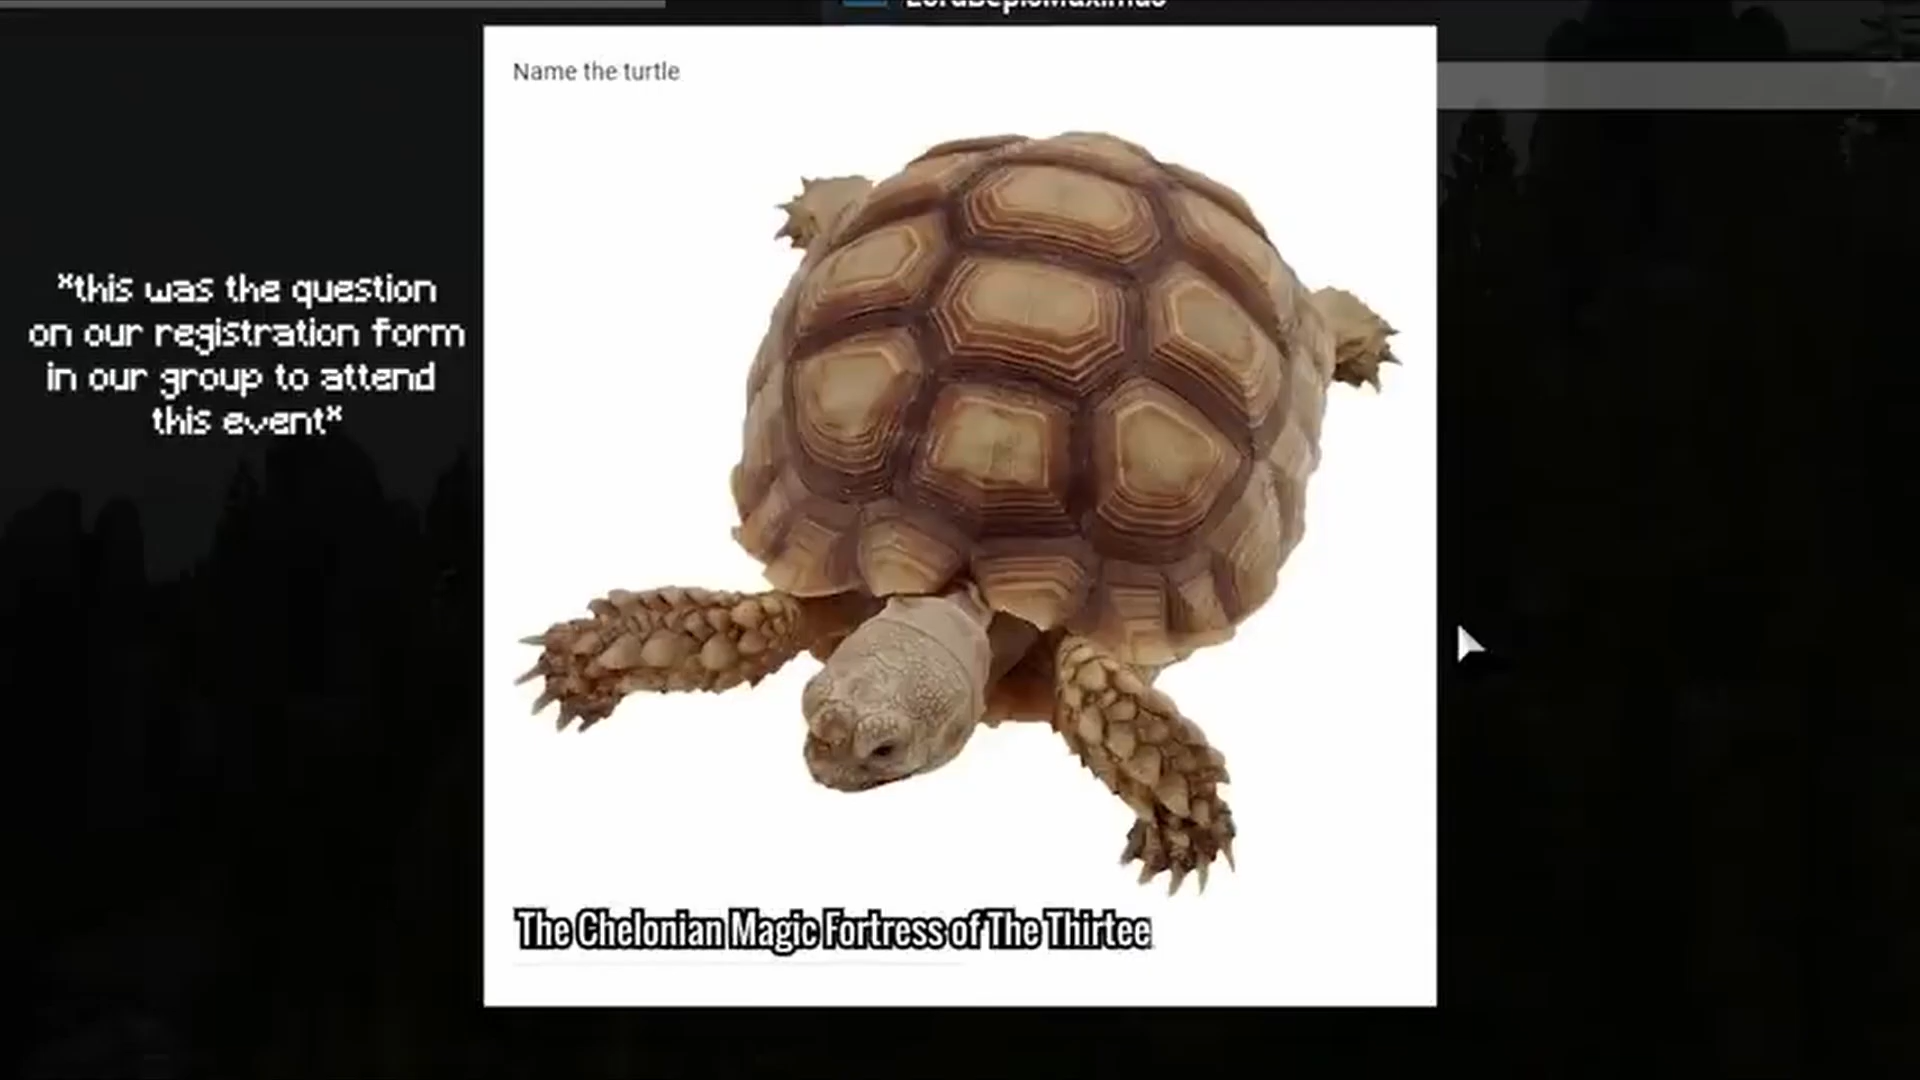 LordBepisMaximus
Name the turtle
*this was the question
on our registration form
in our group to attend
this event*
The Chelonian Magic Fortress of The Thirtee